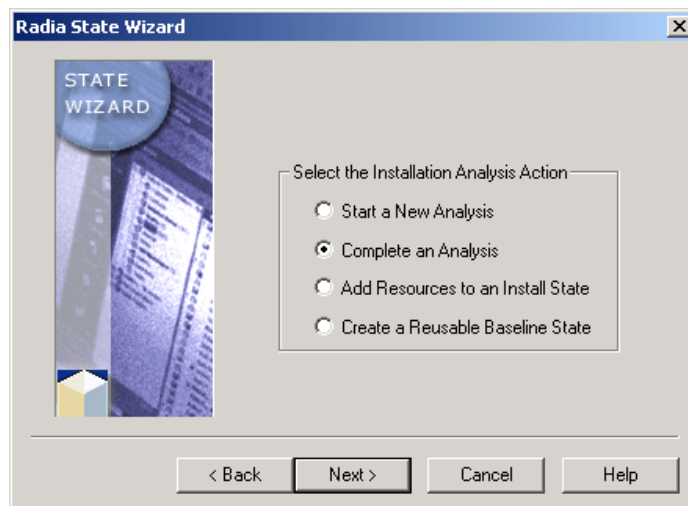 Radia State Wizard
STATE
WIZARD
Select the Installation Analysis Action
Start a New Analysis
Complete an Analysis
Add Resources to an Install State
Create a Reusable Baseline State
< Back
Next >
Cancel
Help